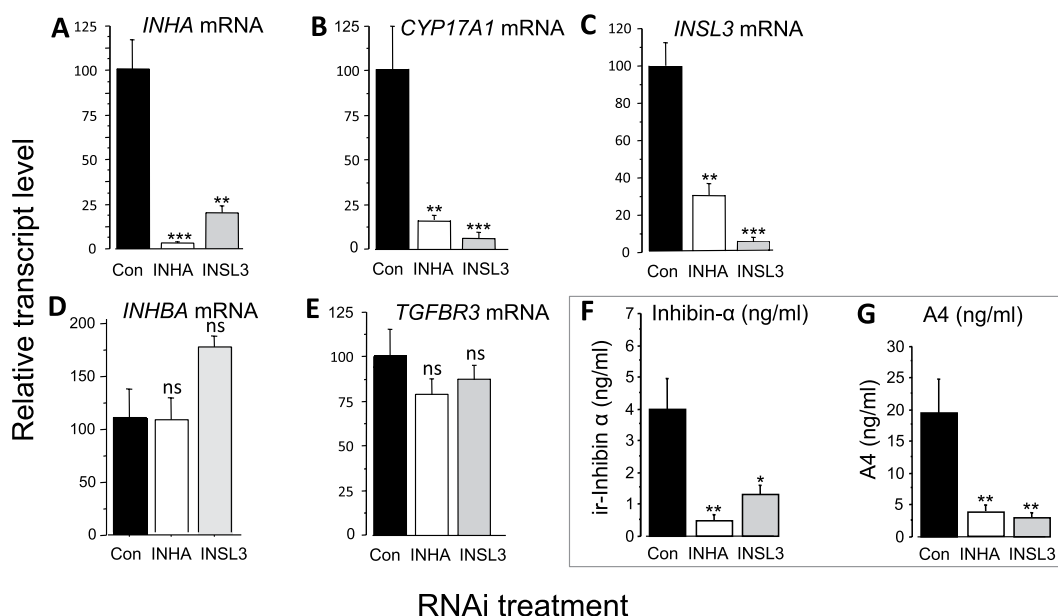 Relative transcript level
A INHA mRNA
125
100
75
50
25
0
***
**
Con INHA INSL3
B CYP17A1 mRNA
125
100
75
50
25
0
**
***
Con INHA INSL3
C INSL3 mRNA
120
100
80
60
40
20
0
**
***
Con INHA INSL3
D INHBA mRNA
200
150
100
50
0
ns
ns
Con INHA INSL3
E TGFBR3 mRNA
125
100
75
50
25
0
ns
ns
Con INHA INSL3
F Inhibin-α (ng/ml)
ir-Inhibin α (ng/ml)
7
6
5
4
3
2
1
0
**
*
Con INHA INSL3
G A4 (ng/ml)
A4 (ng/ml)
30
25
20
15
10
5
0
**
**
Con INHA INSL3
RNAi treatment